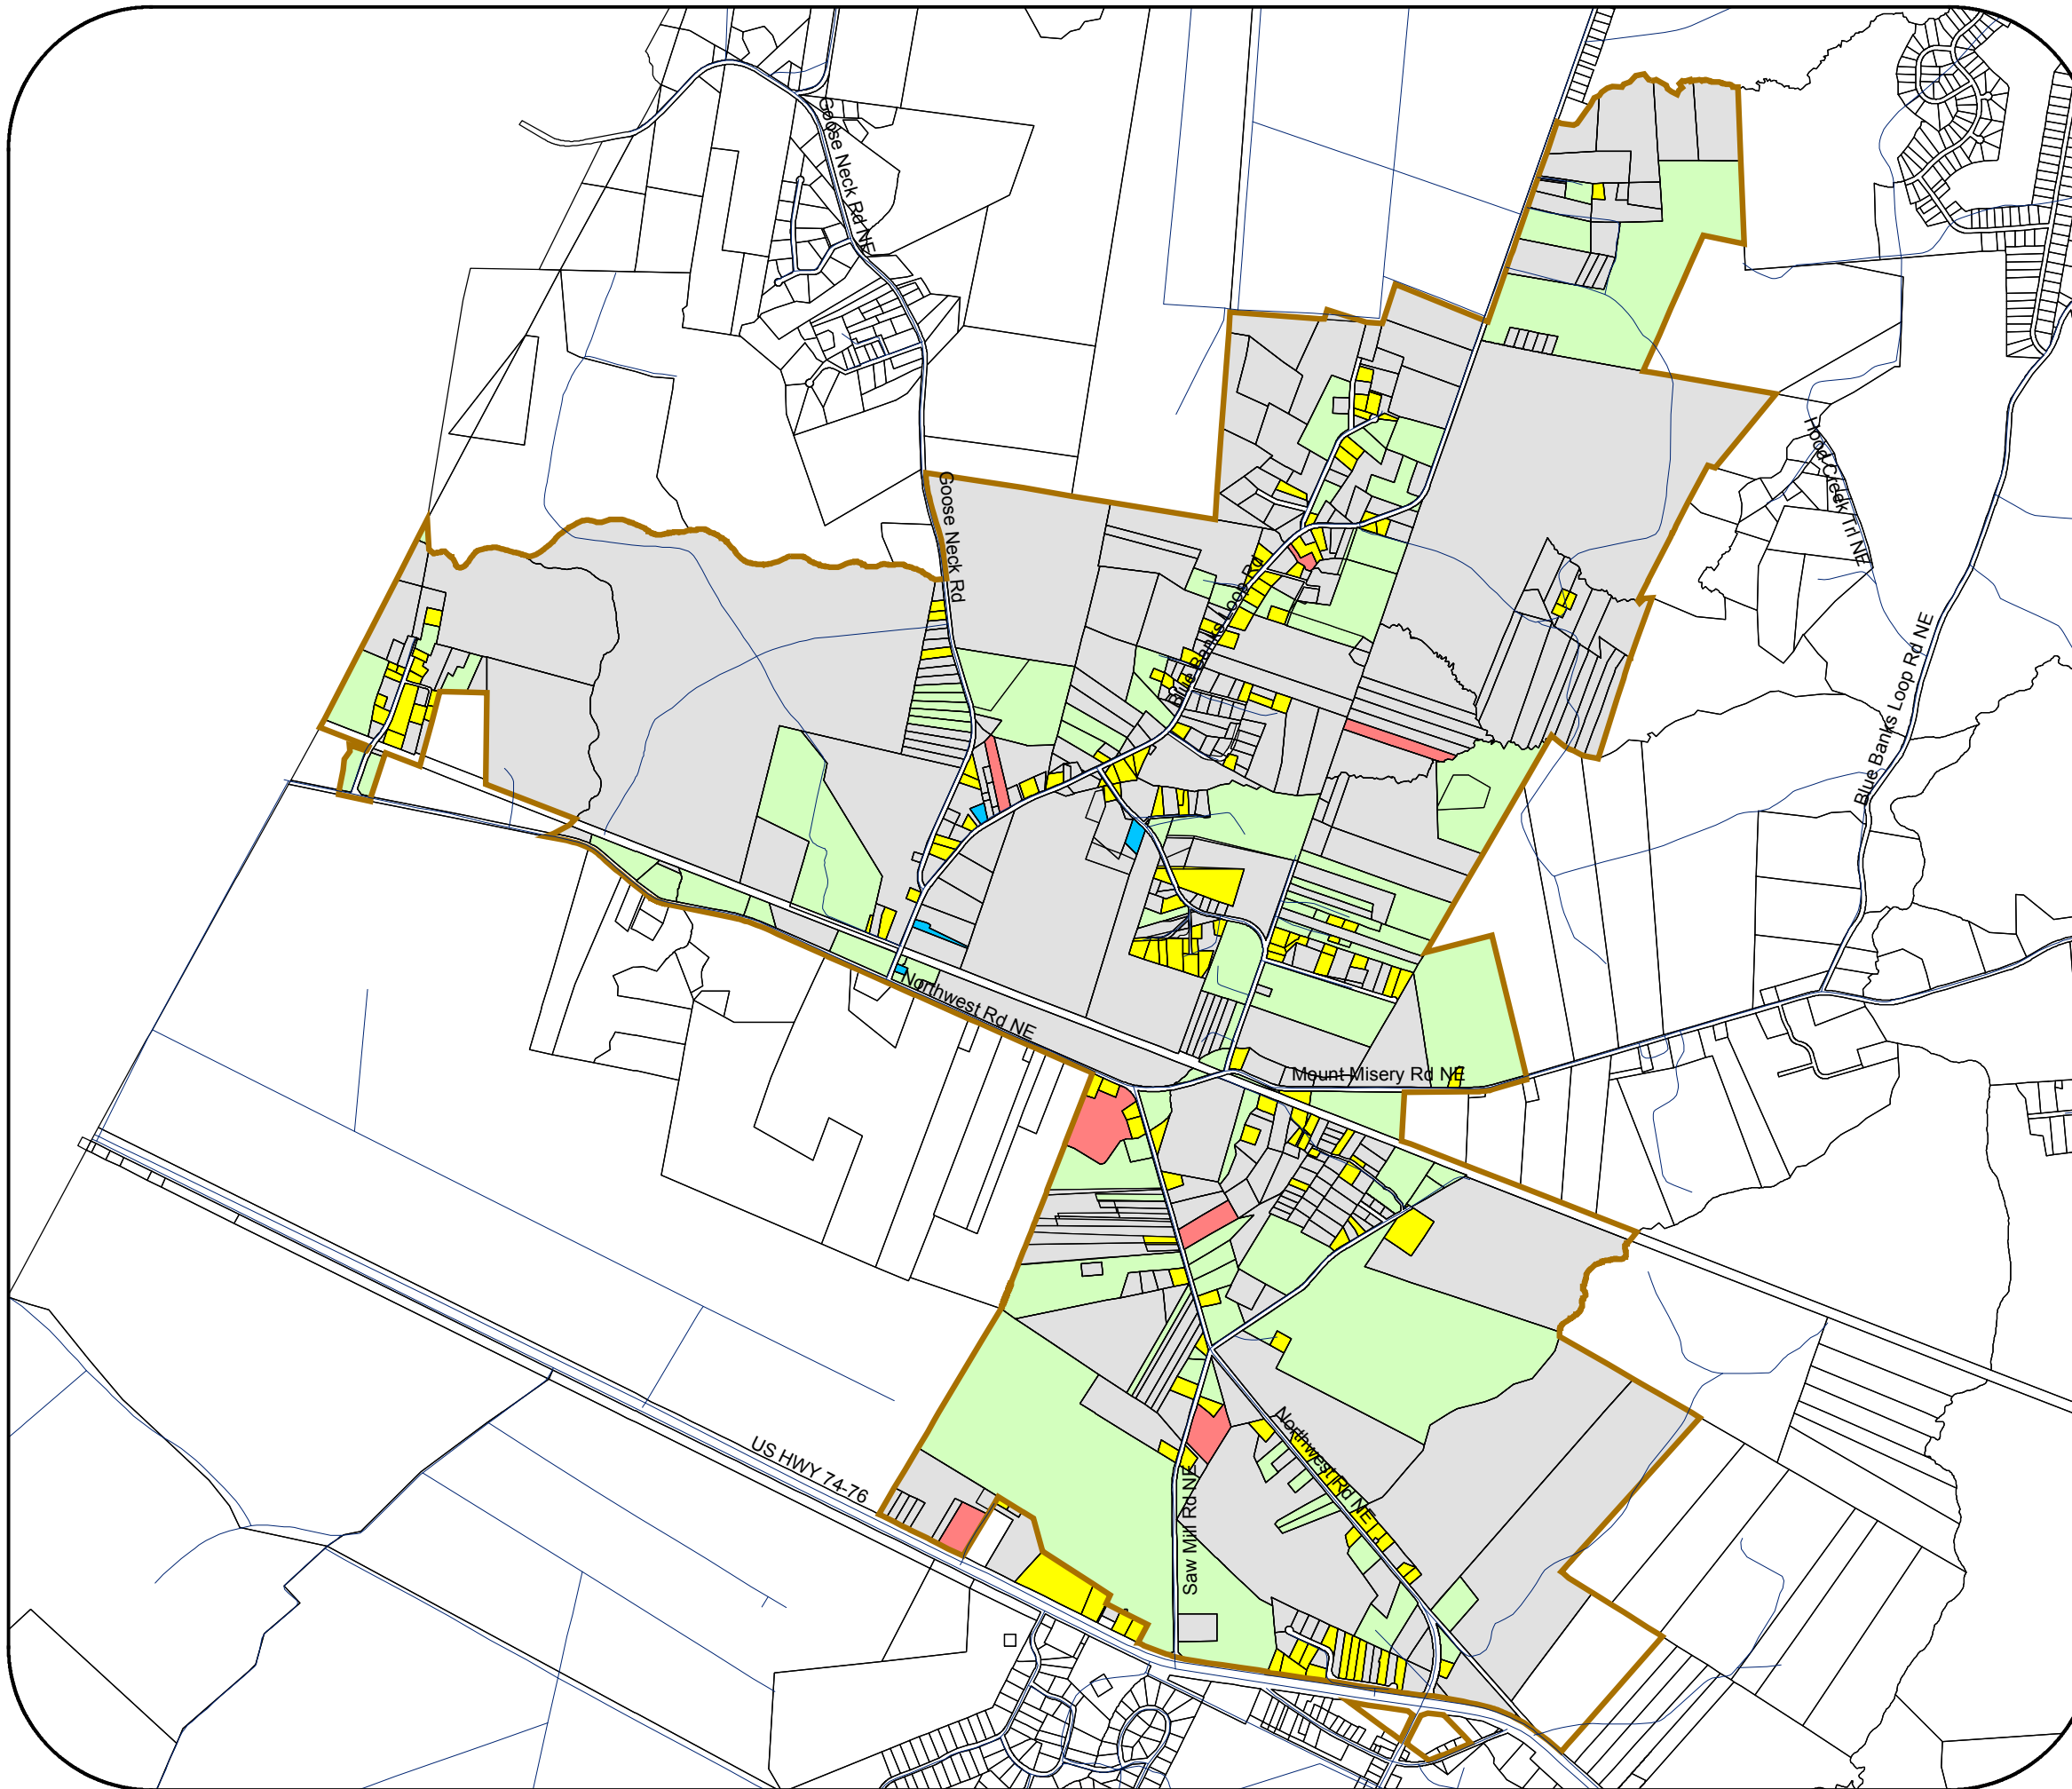 Goose Neck Rd NE
Hood Creek Trl NE
Goose Neck Rd
Blue Banks Loop Rd
Blue Banks Loop Rd NE
Northwest Rd NE
Mount Misery Rd NE
US HWY 74-76
Northwest Rd NE
Saw Mill Rd NE